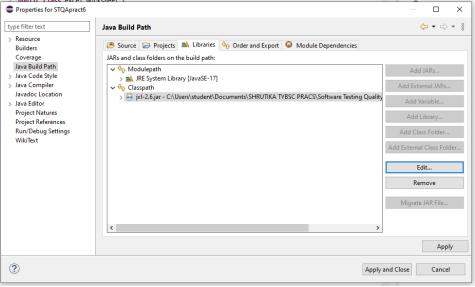 Properties for STQApract6
type filter text
Resource
Builders
Coverage
Java Build Path
Java Code Style
Java Compiler
Javadoc Location
Java Editor
Project Natures
Project References
Run/Debug Settings
WikiText
Java Build Path
Source Projects Libraries Order and Export Module Dependencies
JARs and class folders on the build path:
Modulepath
JRE System Library [JavaSE-17]
Classpath
jxl-2.6.jar - C:\Users\student\Documents\SHRUTIKA TYBSC PRACS\Software Testing Quality
Add JARs...
Add External JARs...
Add Variable...
Add Library...
Add Class Folder...
Add External Class Folder...
Edit...
Remove
Migrate JAR File...
Apply
Apply and Close
Cancel